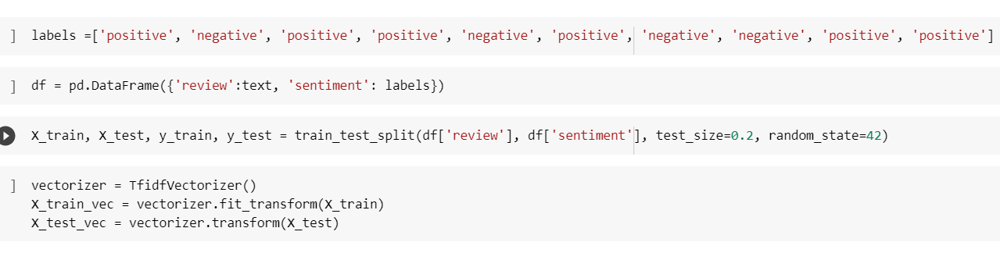 [ ] labels =['positive', 'negative', 'positive', 'positive', 'negative', 'positive', 'negative', 'negative', 'positive', 'positive']
] df = pd.DataFrame({'review':text, 'sentiment': labels})
X_train, X_test, y_train, y_test = train_test_split(df['review'], df['sentiment'], test_size=0.2, random_state=42)
] vectorizer = TfidfVectorizer()
X_train_vec = vectorizer.fit_transform(X_train)
X_test_vec = vectorizer.transform(X_test)